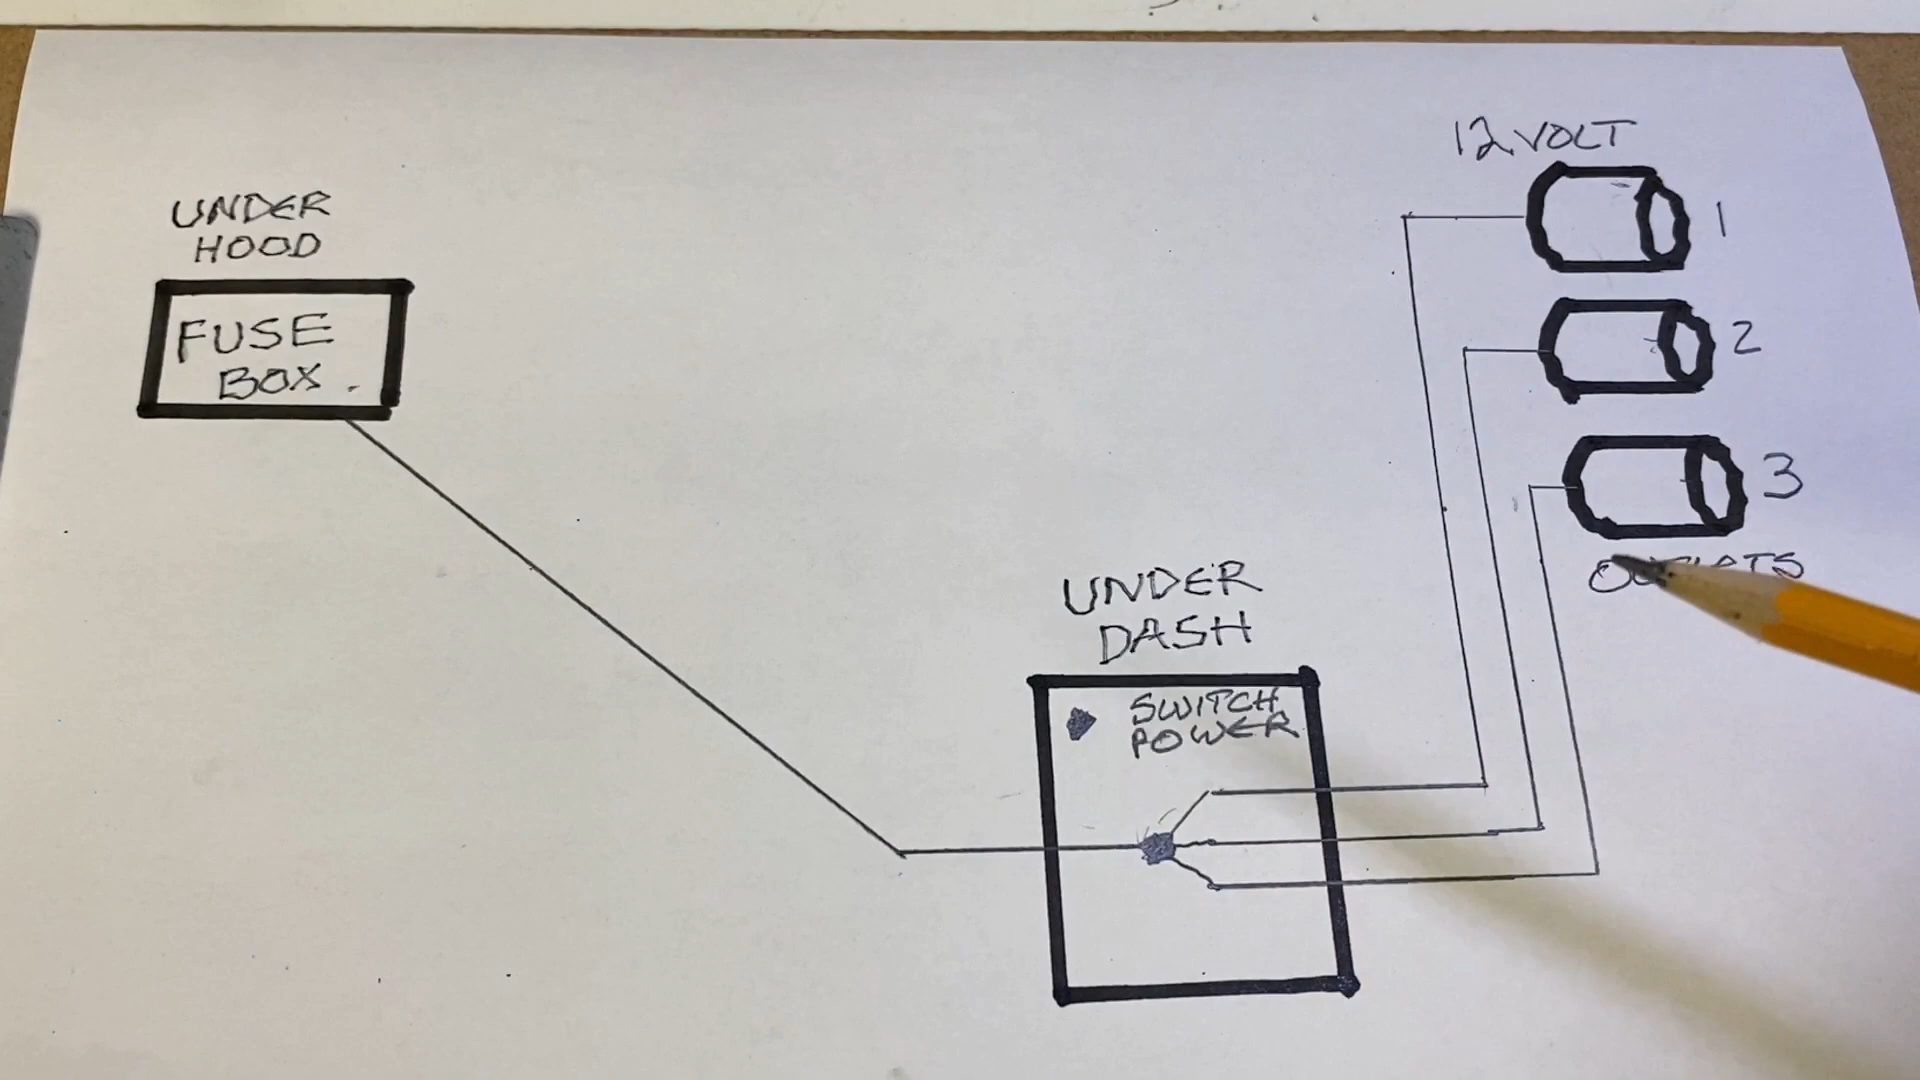 12 VOLT
UNDER
HOOD
1
FUSE
BOX.
2
3
UNDER
DASH
SWITCH
POWER